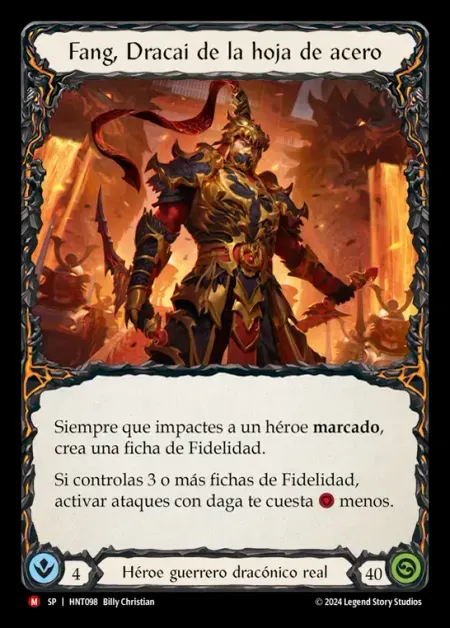 Fang, Dracai de la hoja de acero
Siempre que impactes a un héroe marcado,
crea una ficha de Fidelidad.
Si controlas 3 o más fichas de Fidelidad,
activar ataques con daga te cuesta menos.
4
Héroe guerrero dracónico real
40
M SP | HNT098 Billy Christian
© 2024 Legend Story Studios